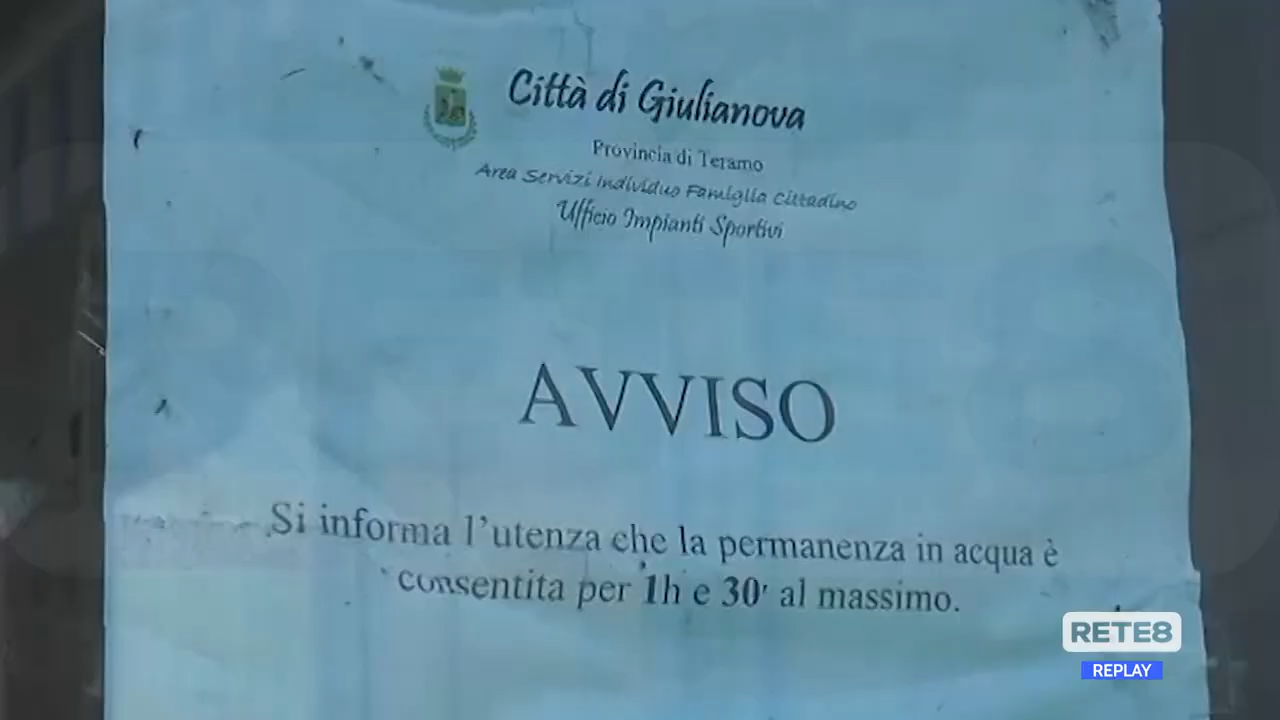 Città di Giulianova
Provincia di Teramo
Area Servizi Individuo Famiglia Cittadino
Ufficio Impianti Sportivi
AVVISO
Si informa l'utenza che la permanenza in acqua è
consentita per 1h e 30' al massimo.
RETE8
REPLAY